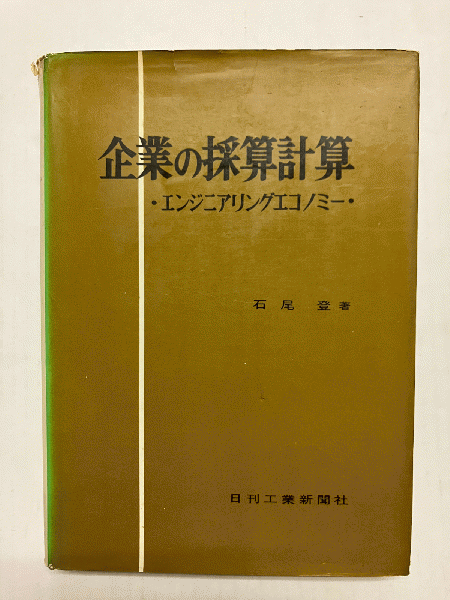 企業の採算計算
・エンジニアリングエコノミー・
石尾 登 著
日刊工業新聞社